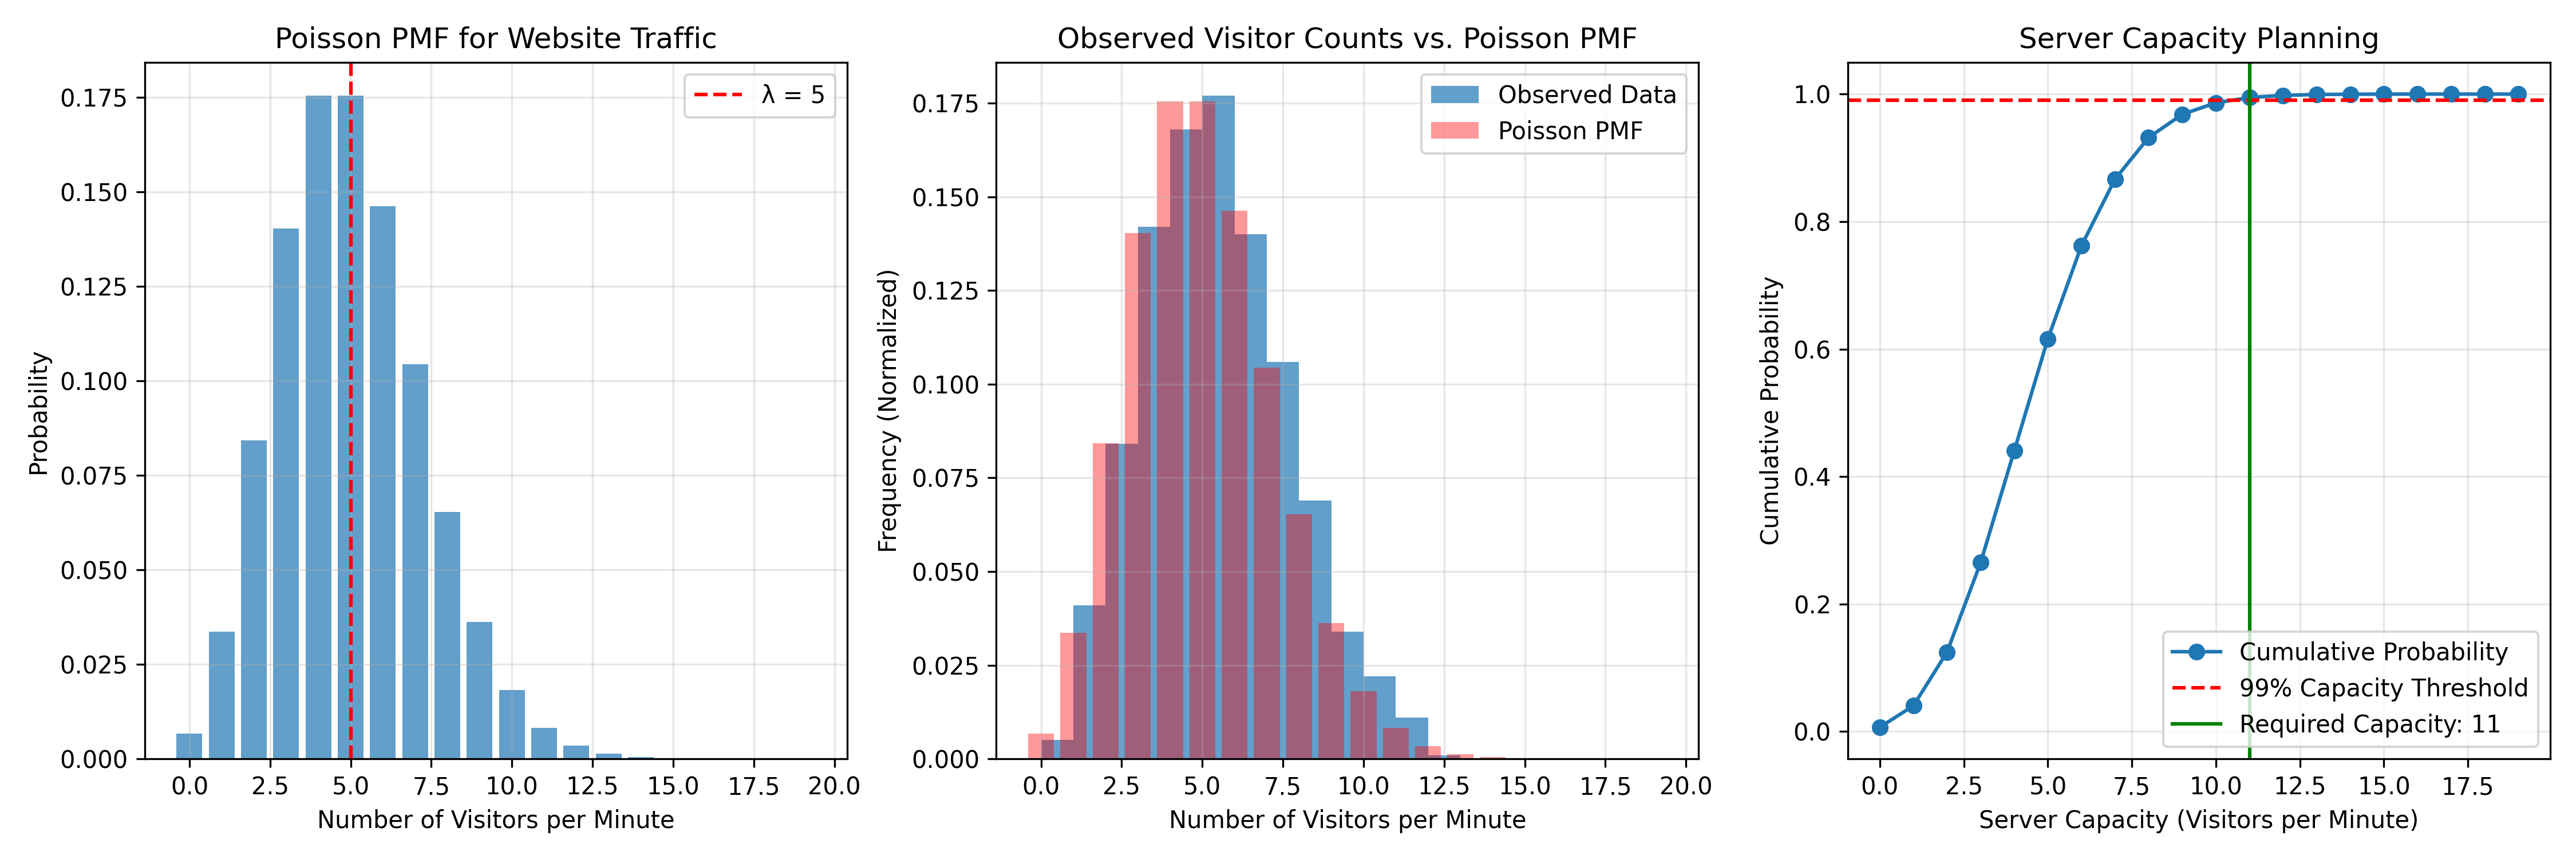 Poisson PMF for Website Traffic
λ = 5
Probability
0.175
0.150
0.125
0.100
0.075
0.050
0.025
0.000
0.0 2.5 5.0 7.5 10.0 12.5 15.0 17.5 20.0
Number of Visitors per Minute
Observed Visitor Counts vs. Poisson PMF
Observed Data
Poisson PMF
Frequency (Normalized)
0.175
0.150
0.125
0.100
0.075
0.050
0.025
0.000
0.0 2.5 5.0 7.5 10.0 12.5 15.0 17.5 20.0
Number of Visitors per Minute
Server Capacity Planning
Cumulative Probability
1.0
0.8
0.6
0.4
0.2
0.0
Cumulative Probability
99% Capacity Threshold
Required Capacity: 11
0.0 2.5 5.0 7.5 10.0 12.5 15.0 17.5
Server Capacity (Visitors per Minute)